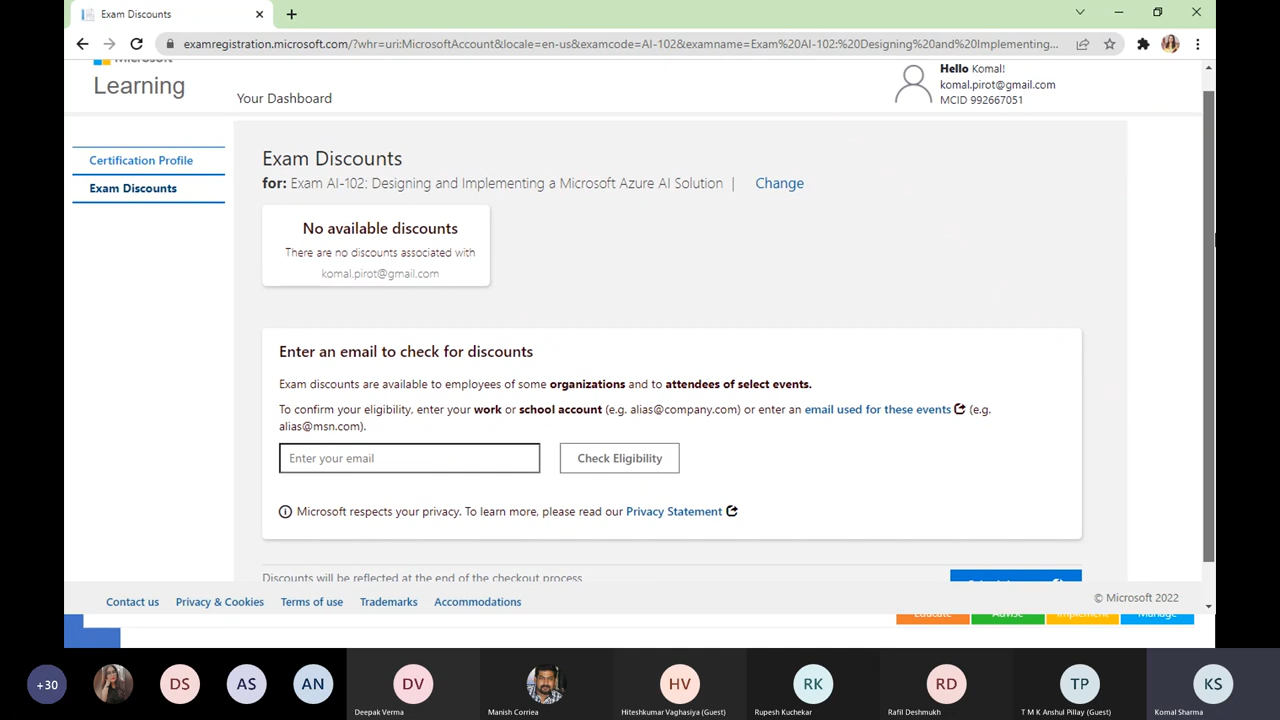 Exam Discounts
examregistration.microsoft.com/?whr=uri:MicrosoftAccount&locale=en-us&examcode=AI-102&examname=Exam%20AI-102:%20Designing%20and%20Implementing...
Microsoft
Learning
Your Dashboard
Hello Komal!
komal.pirot@gmail.com
MCID 992667051
Certification Profile
Exam Discounts
Exam Discounts
for: Exam AI-102: Designing and Implementing a Microsoft Azure AI Solution | Change
No available discounts
There are no discounts associated with
komal.pirot@gmail.com
Enter an email to check for discounts
Exam discounts are available to employees of some organizations and to attendees of select events.
To confirm your eligibility, enter your work or school account (e.g. alias@company.com) or enter an email used for these events (e.g.
alias@msn.com).
Enter your email
Check Eligibility
Microsoft respects your privacy. To learn more, please read our Privacy Statement
Discounts will be reflected at the end of the checkout process
Contact us Privacy & Cookies Terms of use Trademarks Accommodations
© Microsoft 2022
Educate Advise Implement Manage
+30 DS AS AN DV HV RK RD TP KS
Deepak Verma Manish Corriea Hiteshkumar Vaghasiya (Guest) Rupesh Kuchekar Rafil Deshmukh T M K Anshul Pillay (Guest) Komal Sharma